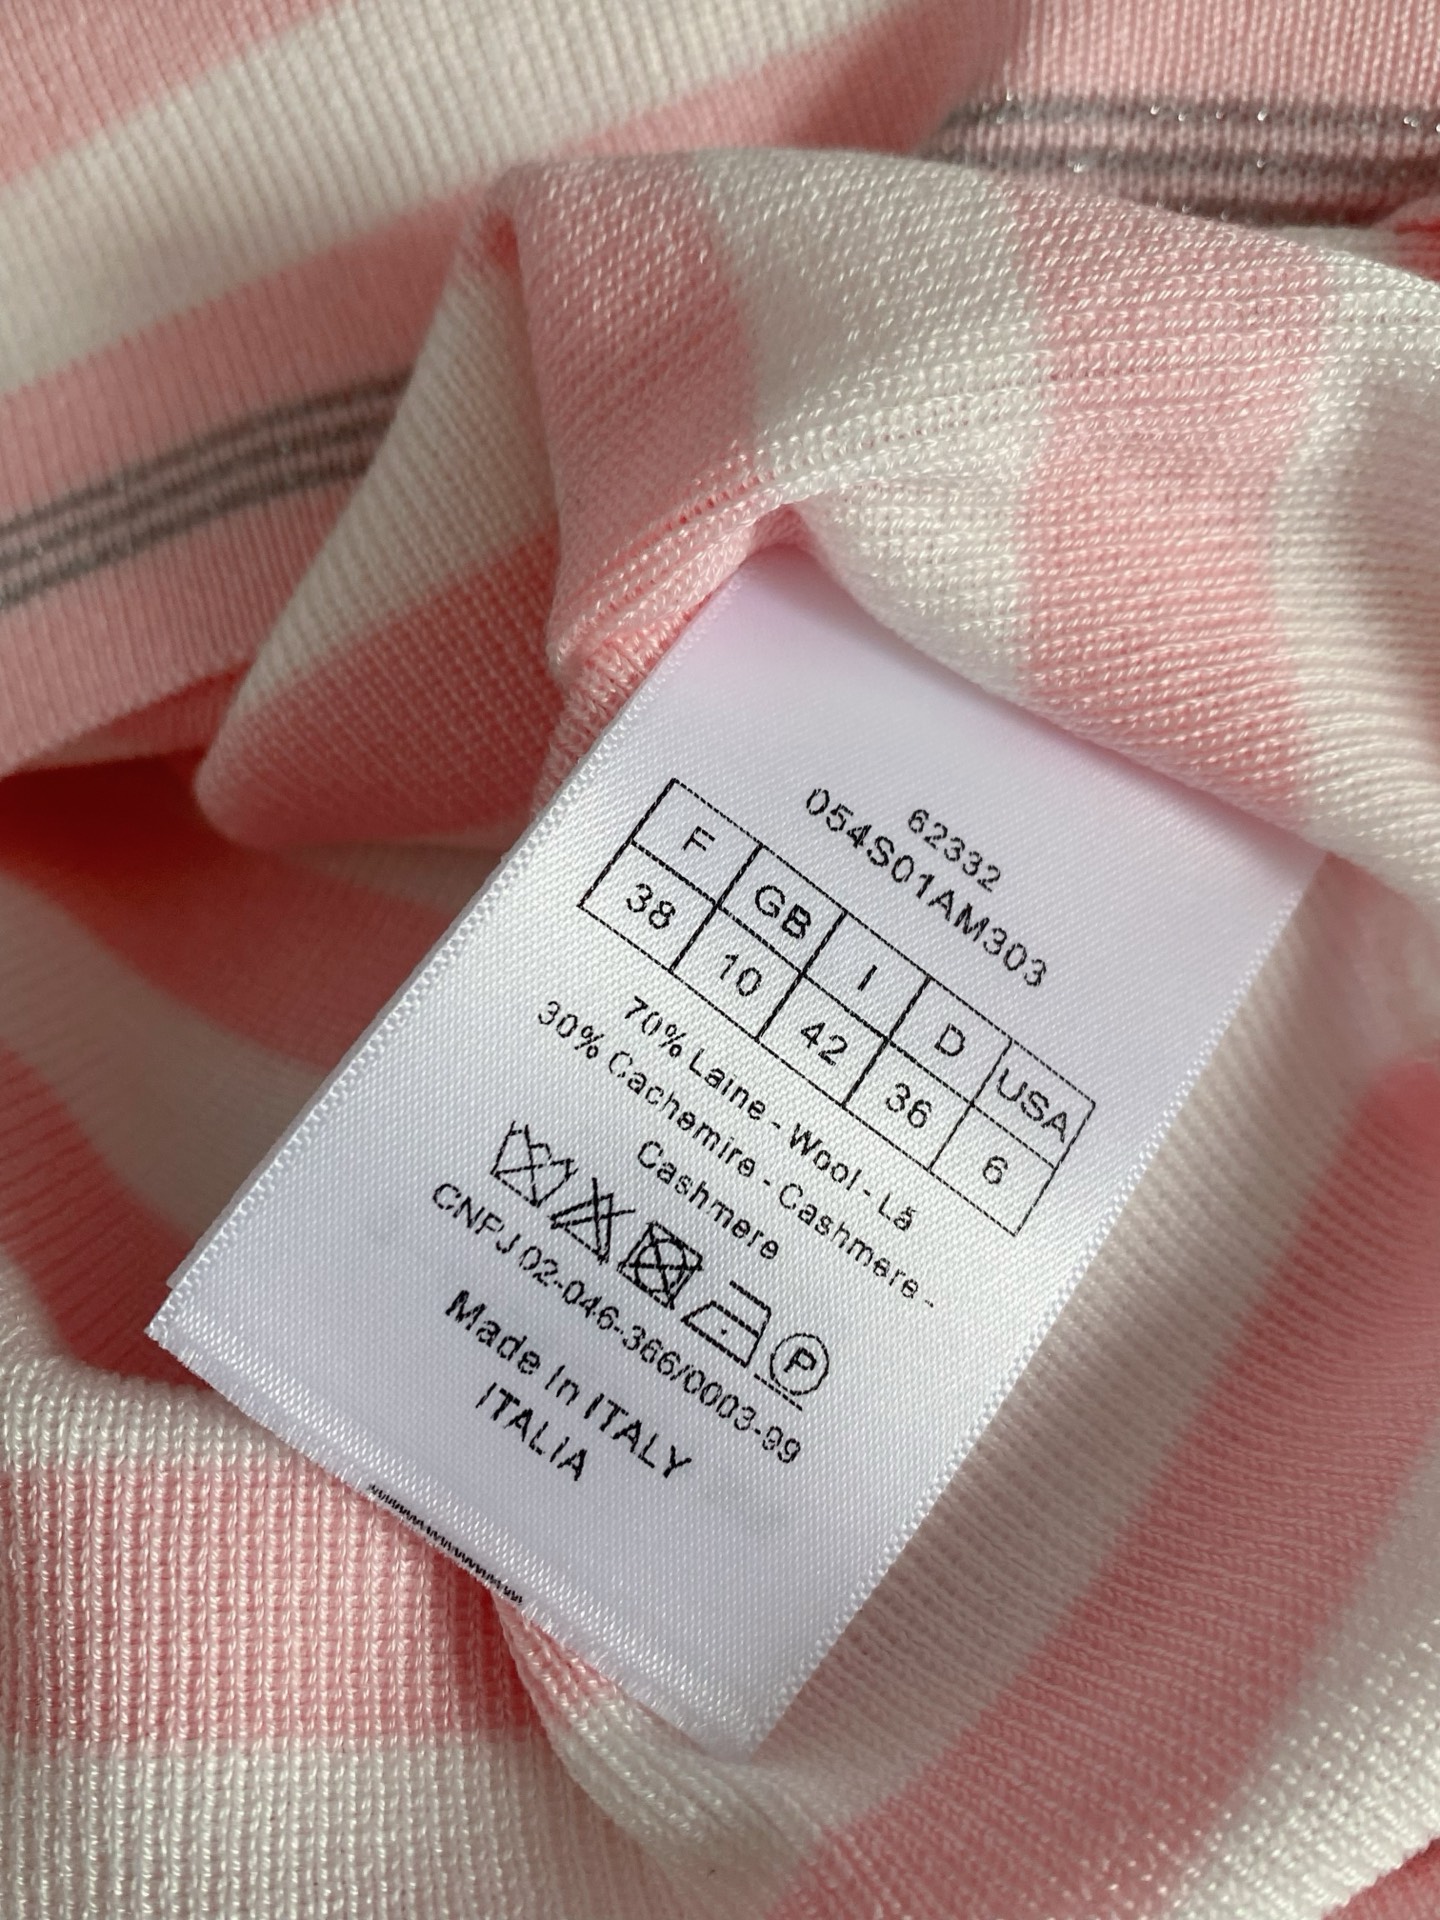 62332
054S01AM303
F GB I D USA
38 10 42 36 6
70% Laine - Wool - Lã
30% Cachemire - Cashmere -
Cashmere
P
CNPJ 02-046-366/0003-99
Made in ITALY
ITALIA